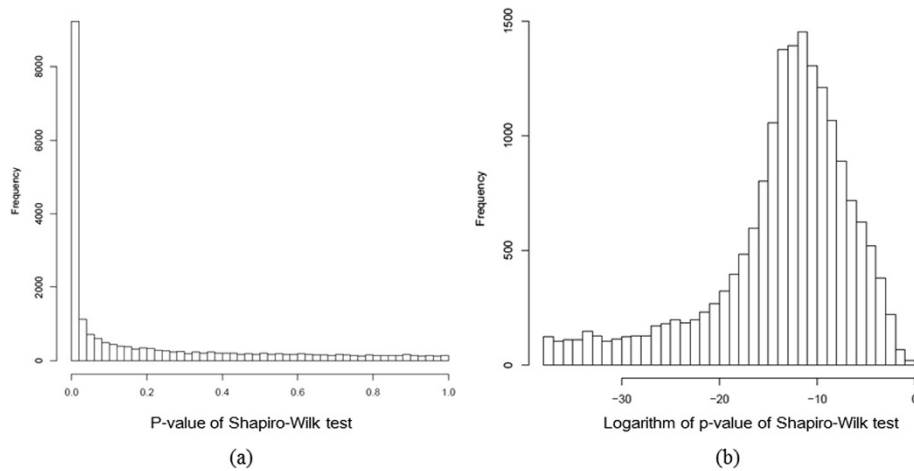 8000
6000
4000
2000
0
Frequency
0.0 0.2 0.4 0.6 0.8 1.0
P-value of Shapiro-Wilk test
(a)
1500
1000
500
0
Frequency
−30 −20 −10 0
Logarithm of p-value of Shapiro-Wilk test
(b)